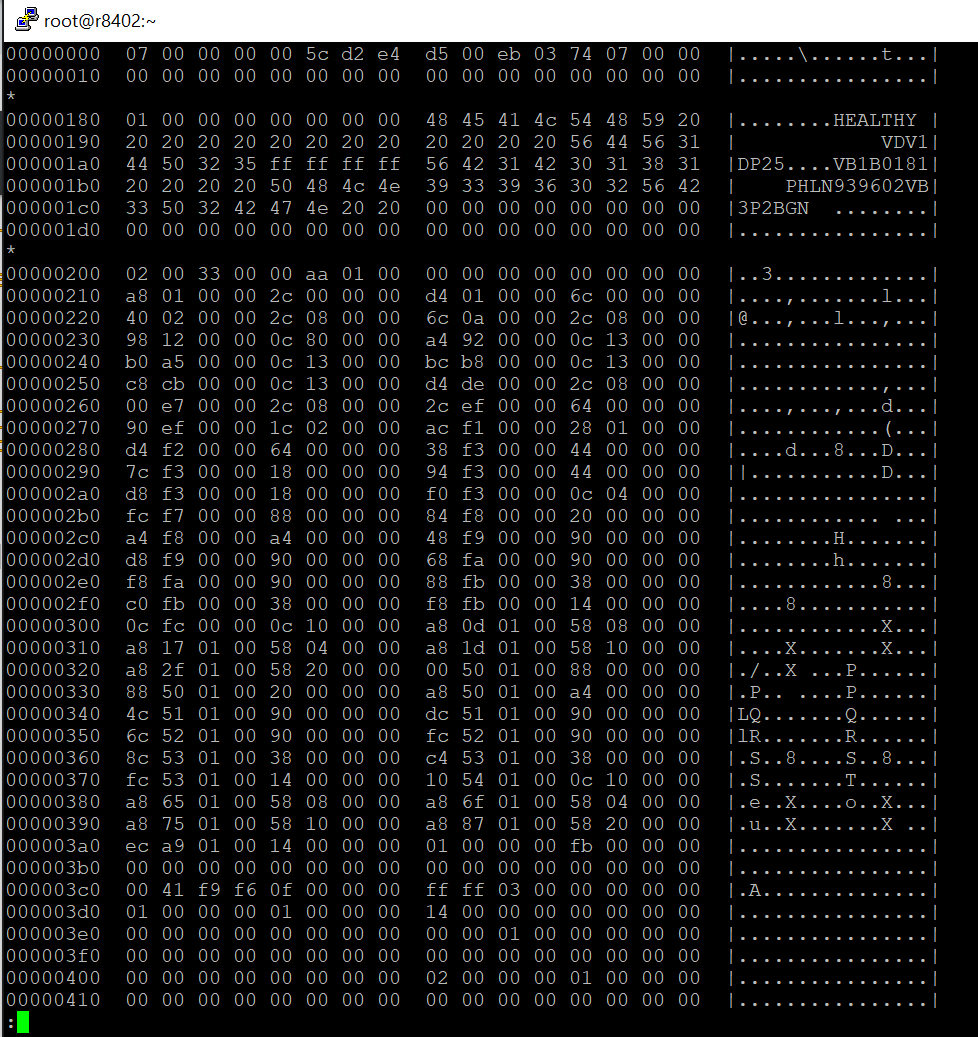 root@r8402:~
00000000  07 00 00 00 00 5c d2 e4  d5 00 eb 03 74 07 00 00  |.....\......t...|
00000010  00 00 00 00 00 00 00 00  00 00 00 00 00 00 00 00  |................|
*
00000180  01 00 00 00 00 00 00 00  48 45 41 4c 54 48 59 20  |........HEALTHY |
00000190  20 20 20 20 20 20 20 20  20 20 20 20 56 44 56 31  |            VDV1|
000001a0  44 50 32 35 ff ff ff ff  56 42 31 42 30 31 38 31  |DP25....VB1B0181|
000001b0  20 20 20 20 50 48 4c 4e  39 33 39 36 30 32 56 42  |    PHLN939602VB|
000001c0  33 50 32 42 47 4e 20 20  00 00 00 00 00 00 00 00  |3P2BGN  ........|
000001d0  00 00 00 00 00 00 00 00  00 00 00 00 00 00 00 00  |................|
*
00000200  02 00 33 00 00 aa 01 00  00 00 00 00 00 00 00 00  |..3.............|
00000210  a8 01 00 00 2c 00 00 00  d4 01 00 00 6c 00 00 00  |....,.......l...|
00000220  40 02 00 00 2c 08 00 00  6c 0a 00 00 2c 08 00 00  |@...,...l...,...|
00000230  98 12 00 00 0c 80 00 00  a4 92 00 00 0c 13 00 00  |................|
00000240  b0 a5 00 00 0c 13 00 00  bc b8 00 00 0c 13 00 00  |................|
00000250  c8 cb 00 00 0c 13 00 00  d4 de 00 00 2c 08 00 00  |............,...|
00000260  00 e7 00 00 2c 08 00 00  2c ef 00 00 64 00 00 00  |....,...,...d...|
00000270  90 ef 00 00 1c 02 00 00  ac f1 00 00 28 01 00 00  |............(...|
00000280  d4 f2 00 00 64 00 00 00  38 f3 00 00 44 00 00 00  |....d...8...D...|
00000290  7c f3 00 00 18 00 00 00  94 f3 00 00 44 00 00 00  ||...........D...|
000002a0  d8 f3 00 00 18 00 00 00  f0 f3 00 00 0c 04 00 00  |................|
000002b0  fc f7 00 00 88 00 00 00  84 f8 00 00 20 00 00 00  |............ ...|
000002c0  a4 f8 00 00 a4 00 00 00  48 f9 00 00 90 00 00 00  |........H.......|
000002d0  d8 f9 00 00 90 00 00 00  68 fa 00 00 90 00 00 00  |........h.......|
000002e0  f8 fa 00 00 90 00 00 00  88 fb 00 00 38 00 00 00  |............8...|
000002f0  c0 fb 00 00 38 00 00 00  f8 fb 00 00 14 00 00 00  |....8...........|
00000300  0c fc 00 00 0c 10 00 00  a8 0d 01 00 58 08 00 00  |............X...|
00000310  a8 17 01 00 58 04 00 00  a8 1d 01 00 58 10 00 00  |....X.......X...|
00000320  a8 2f 01 00 58 20 00 00  00 50 01 00 88 00 00 00  |./..X ...P......|
00000330  88 50 01 00 20 00 00 00  a8 50 01 00 a4 00 00 00  |.P.. ....P......|
00000340  4c 51 01 00 90 00 00 00  dc 51 01 00 90 00 00 00  |LQ.......Q......|
00000350  6c 52 01 00 90 00 00 00  fc 52 01 00 90 00 00 00  |lR.......R......|
00000360  8c 53 01 00 38 00 00 00  c4 53 01 00 38 00 00 00  |.S..8....S..8...|
00000370  fc 53 01 00 14 00 00 00  10 54 01 00 0c 10 00 00  |.S.......T......|
00000380  a8 65 01 00 58 08 00 00  a8 6f 01 00 58 04 00 00  |.e..X....o..X...|
00000390  a8 75 01 00 58 10 00 00  a8 87 01 00 58 20 00 00  |.u..X.......X ..|
000003a0  ec a9 01 00 14 00 00 00  01 00 00 00 fb 00 00 00  |................|
000003b0  00 00 00 00 00 00 00 00  00 00 00 00 00 00 00 00  |................|
000003c0  00 41 f9 f6 0f 00 00 00  ff ff 03 00 00 00 00 00  |.A..............|
000003d0  01 00 00 00 01 00 00 00  14 00 00 00 00 00 00 00  |................|
000003e0  00 00 00 00 00 00 00 00  00 00 01 00 00 00 00 00  |................|
000003f0  00 00 00 00 00 00 00 00  00 00 00 00 00 00 00 00  |................|
00000400  00 00 00 00 00 00 00 00  02 00 00 00 01 00 00 00  |................|
00000410  00 00 00 00 00 00 00 00  00 00 00 00 00 00 00 00  |................|
: